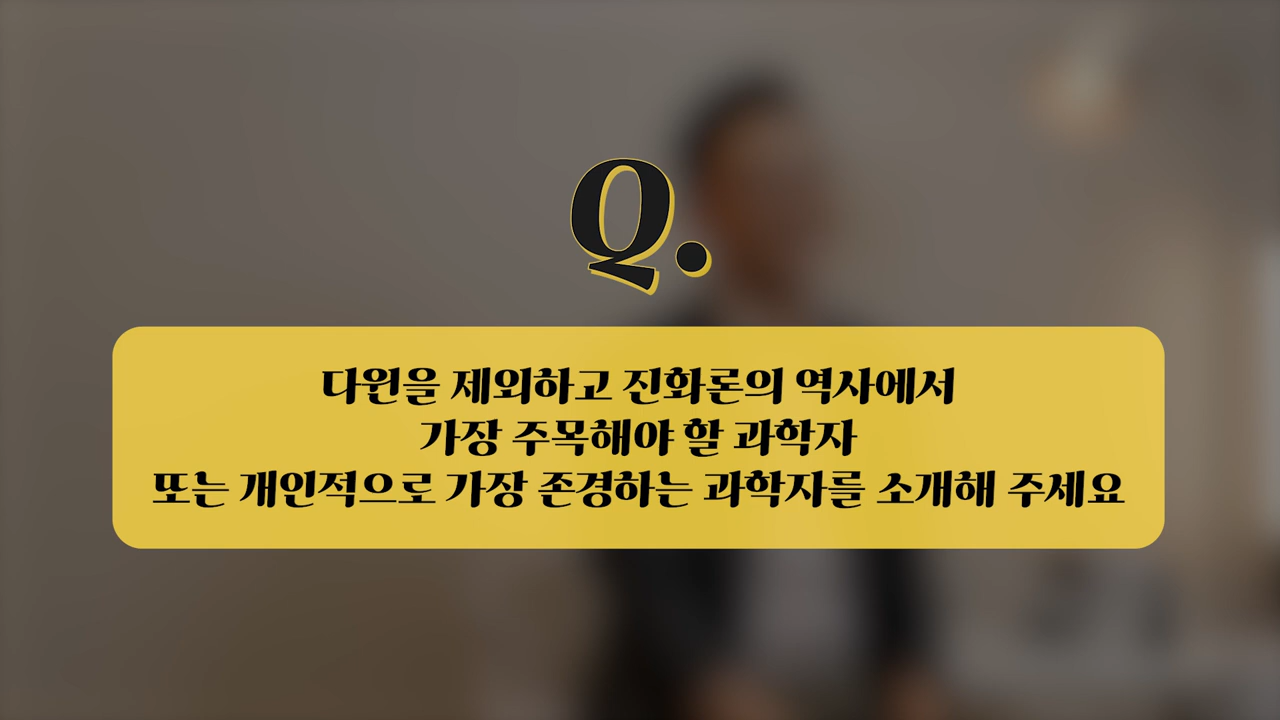 Q.
다윈을 제외하고 진화론의 역사에서
가장 주목해야 할 과학자
또는 개인적으로 가장 존경하는 과학자를 소개해 주세요